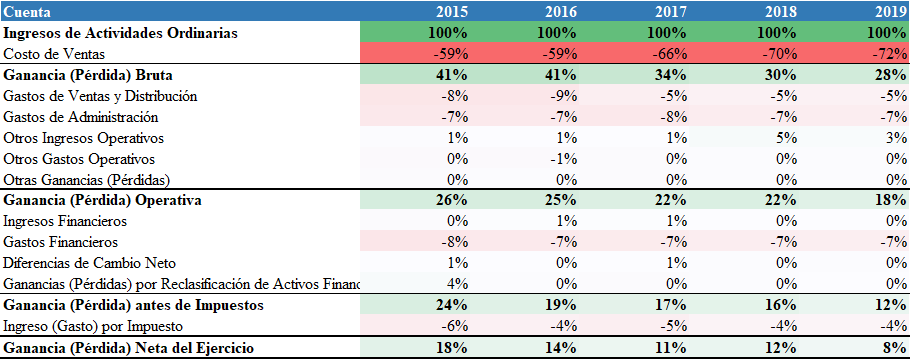 Cuenta 2015 2016 2017 2018 2019
Ingresos de Actividades Ordinarias 100% 100% 100% 100% 100%
Costo de Ventas -59% -59% -66% -70% -72%
Ganancia (Pérdida) Bruta 41% 41% 34% 30% 28%
Gastos de Ventas y Distribución -8% -9% -5% -5% -5%
Gastos de Administración -7% -7% -8% -7% -7%
Otros Ingresos Operativos 1% 1% 1% 5% 3%
Otros Gastos Operativos 0% -1% 0% 0% 0%
Otras Ganancias (Pérdidas) 0% 0% 0% 0% 0%
Ganancia (Pérdida) Operativa 26% 25% 22% 22% 18%
Ingresos Financieros 0% 1% 1% 0% 0%
Gastos Financieros -8% -7% -7% -7% -7%
Diferencias de Cambio Neto 1% 0% 1% 0% 0%
Ganancias (Pérdidas) por Reclasificación de Activos Finan 4% 0% 0% 0% 0%
Ganancia (Pérdida) antes de Impuestos 24% 19% 17% 16% 12%
Ingreso (Gasto) por Impuesto -6% -4% -5% -4% -4%
Ganancia (Pérdida) Neta del Ejercicio 18% 14% 11% 12% 8%